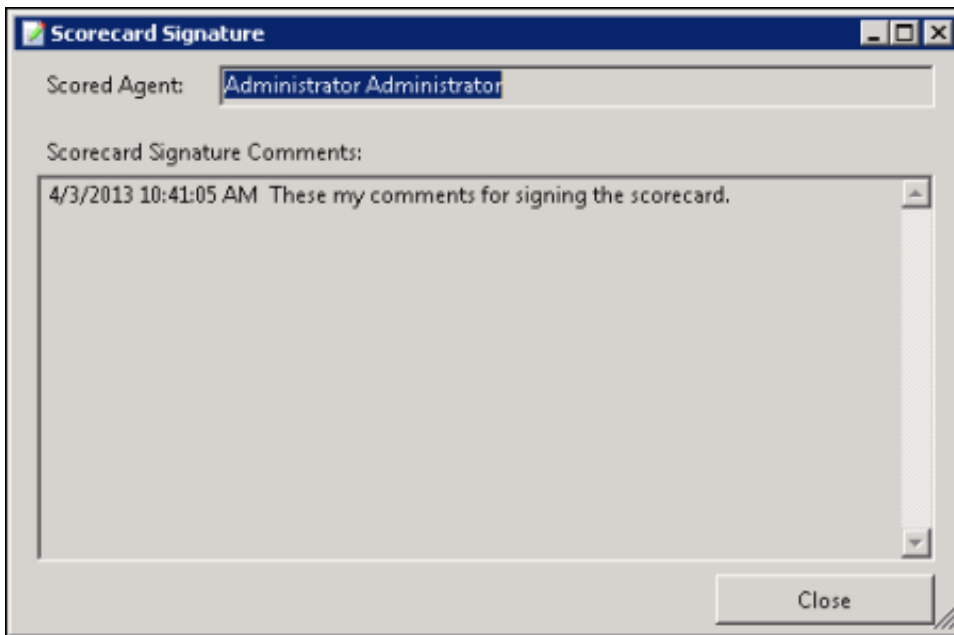 Scorecard Signature
Scored Agent: Administrator Administrator
Scorecard Signature Comments:
4/3/2013 10:41:05 AM These my comments for signing the scorecard.
Close